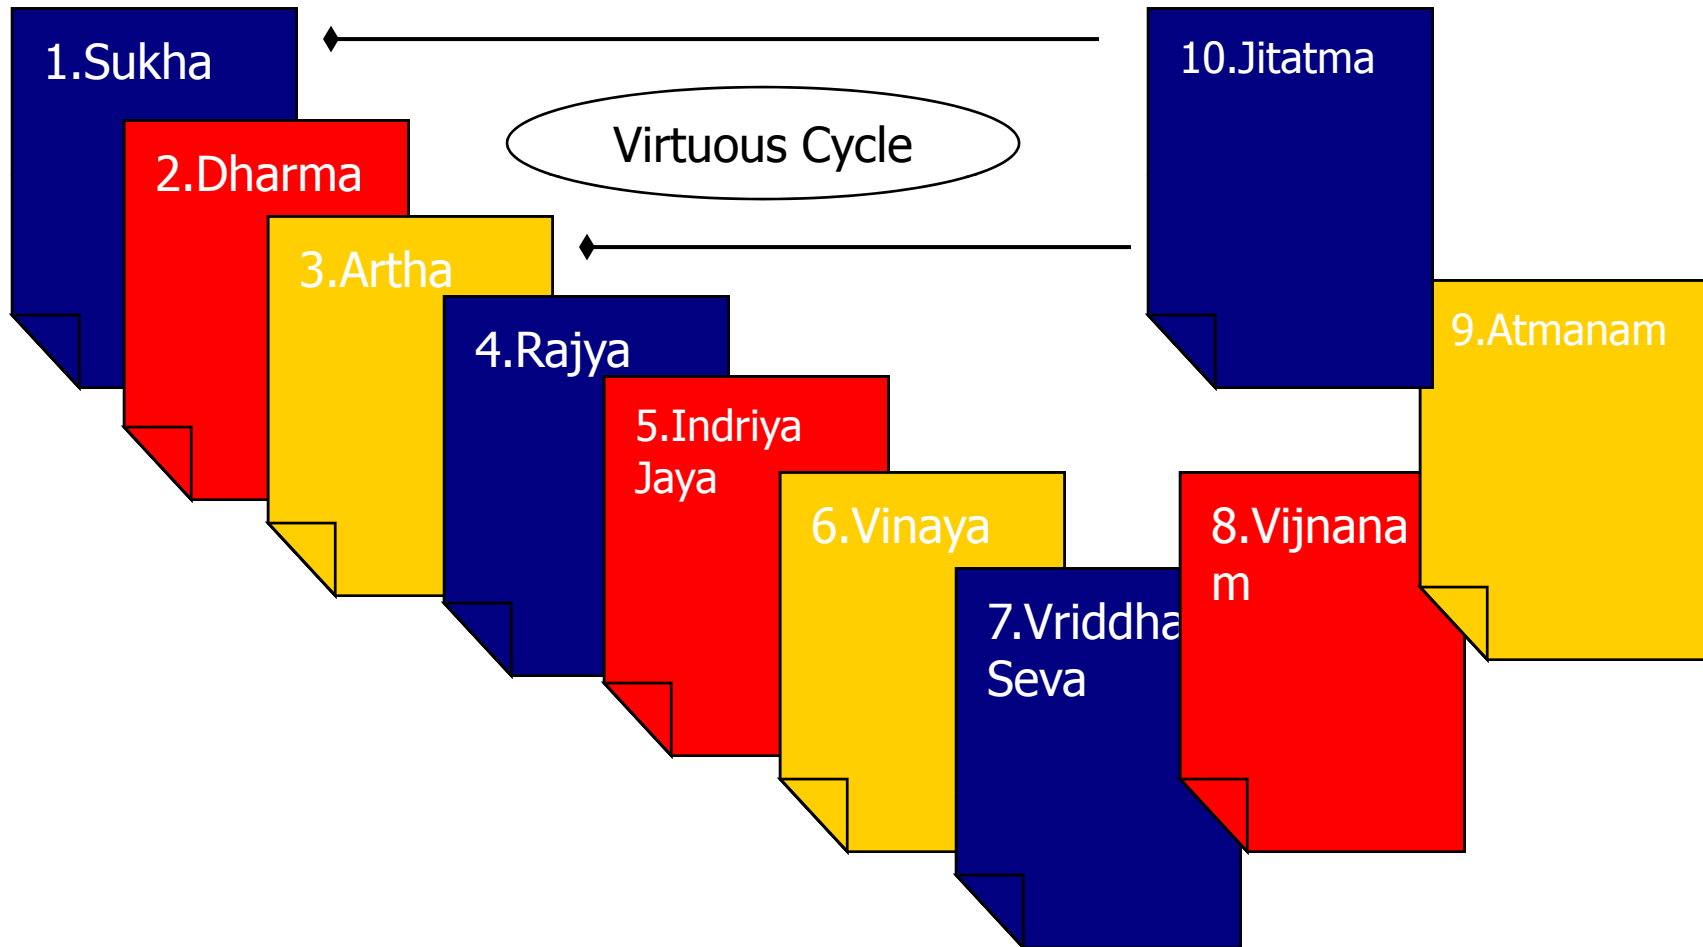 1.Sukha
2.Dharma
3.Artha
4.Rajya
5.Indriya
Jaya
6.Vinaya
7.Vriddha
Seva
8.Vijnana
m
9.Atmanam
10.Jitatma
Virtuous Cycle